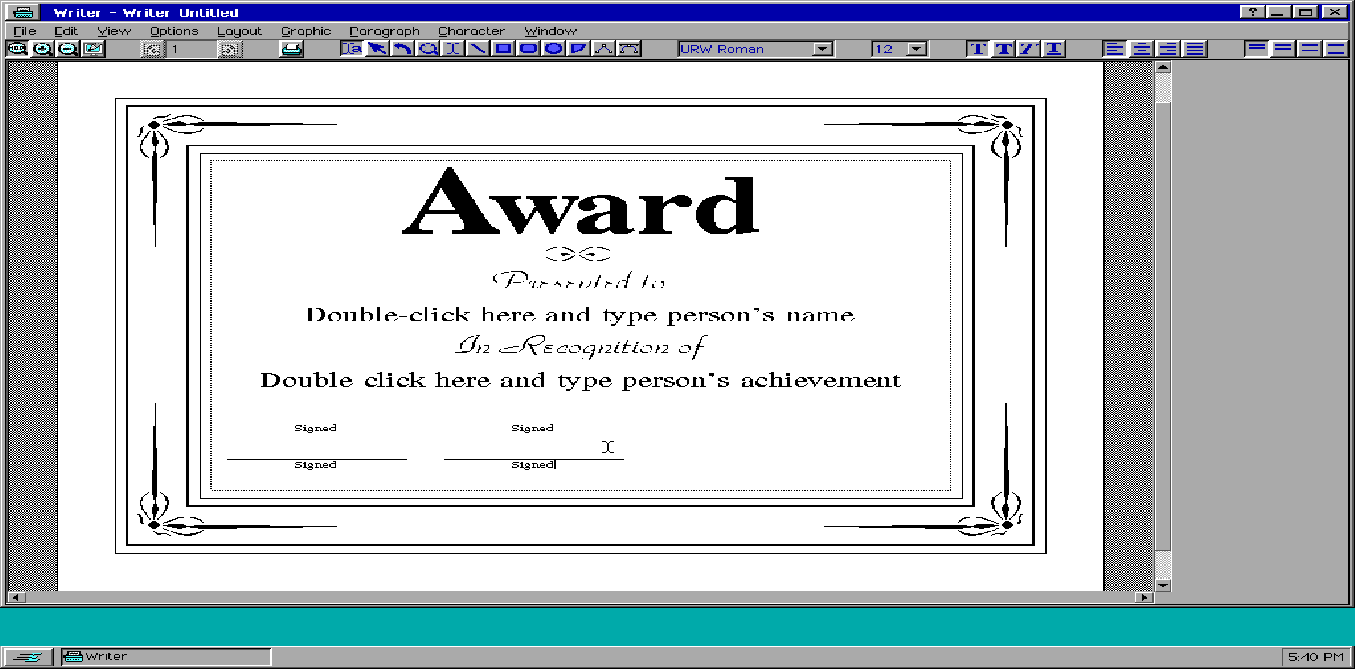 Writer - Writer Untitled
File Edit View Options Layout Graphic Paragraph Character Window
1 URW Roman 12
Award
Presented to
Double-click here and type person's name
In Recognition of
Double click here and type person's achievement
Signed Signed
Signed Signed
Writer 5:40 PM